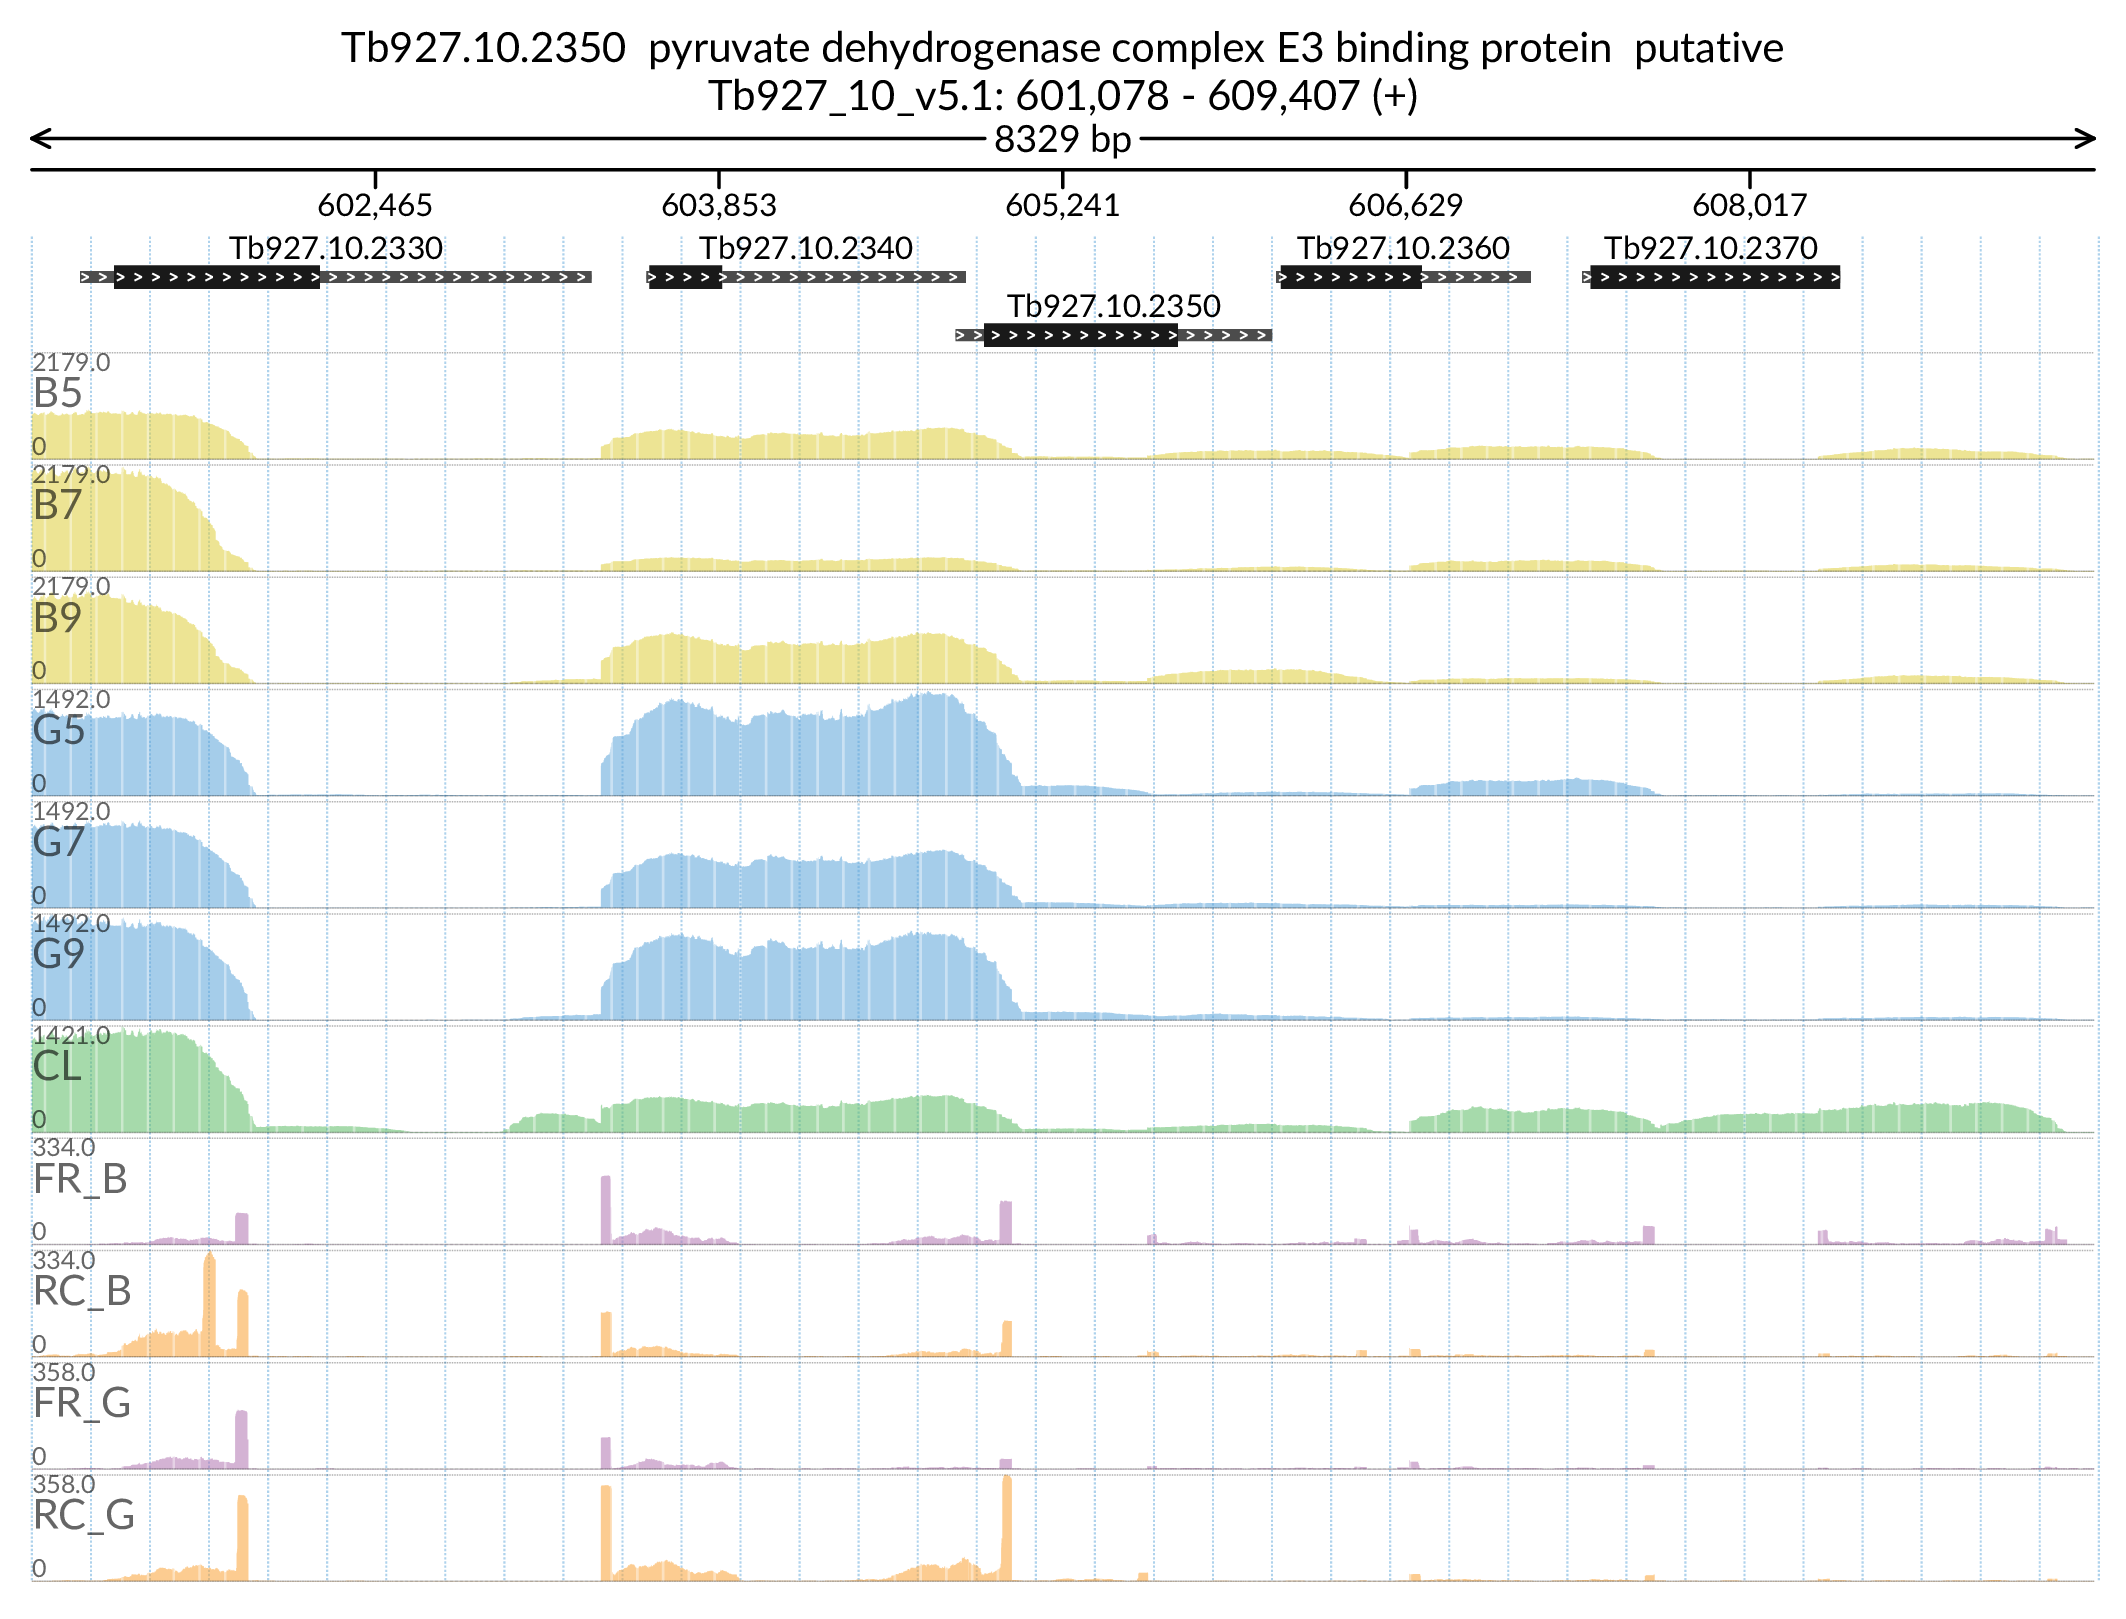 Tb927.10.2350  pyruvate dehydrogenase complex E3 binding protein  putative
Tb927_10_v5.1: 601,078 - 609,407 (+)
8329 bp
602,465 603,853 605,241 606,629 608,017
Tb927.10.2330 Tb927.10.2340 Tb927.10.2360 Tb927.10.2370
Tb927.10.2350
2179.0
B5
0
2179.0
B7
0
2179.0
B9
0
1492.0
G5
0
1492.0
G7
0
1492.0
G9
0
1421.0
CL
0
334.0
FR_B
0
334.0
RC_B
0
358.0
FR_G
0
358.0
RC_G
0